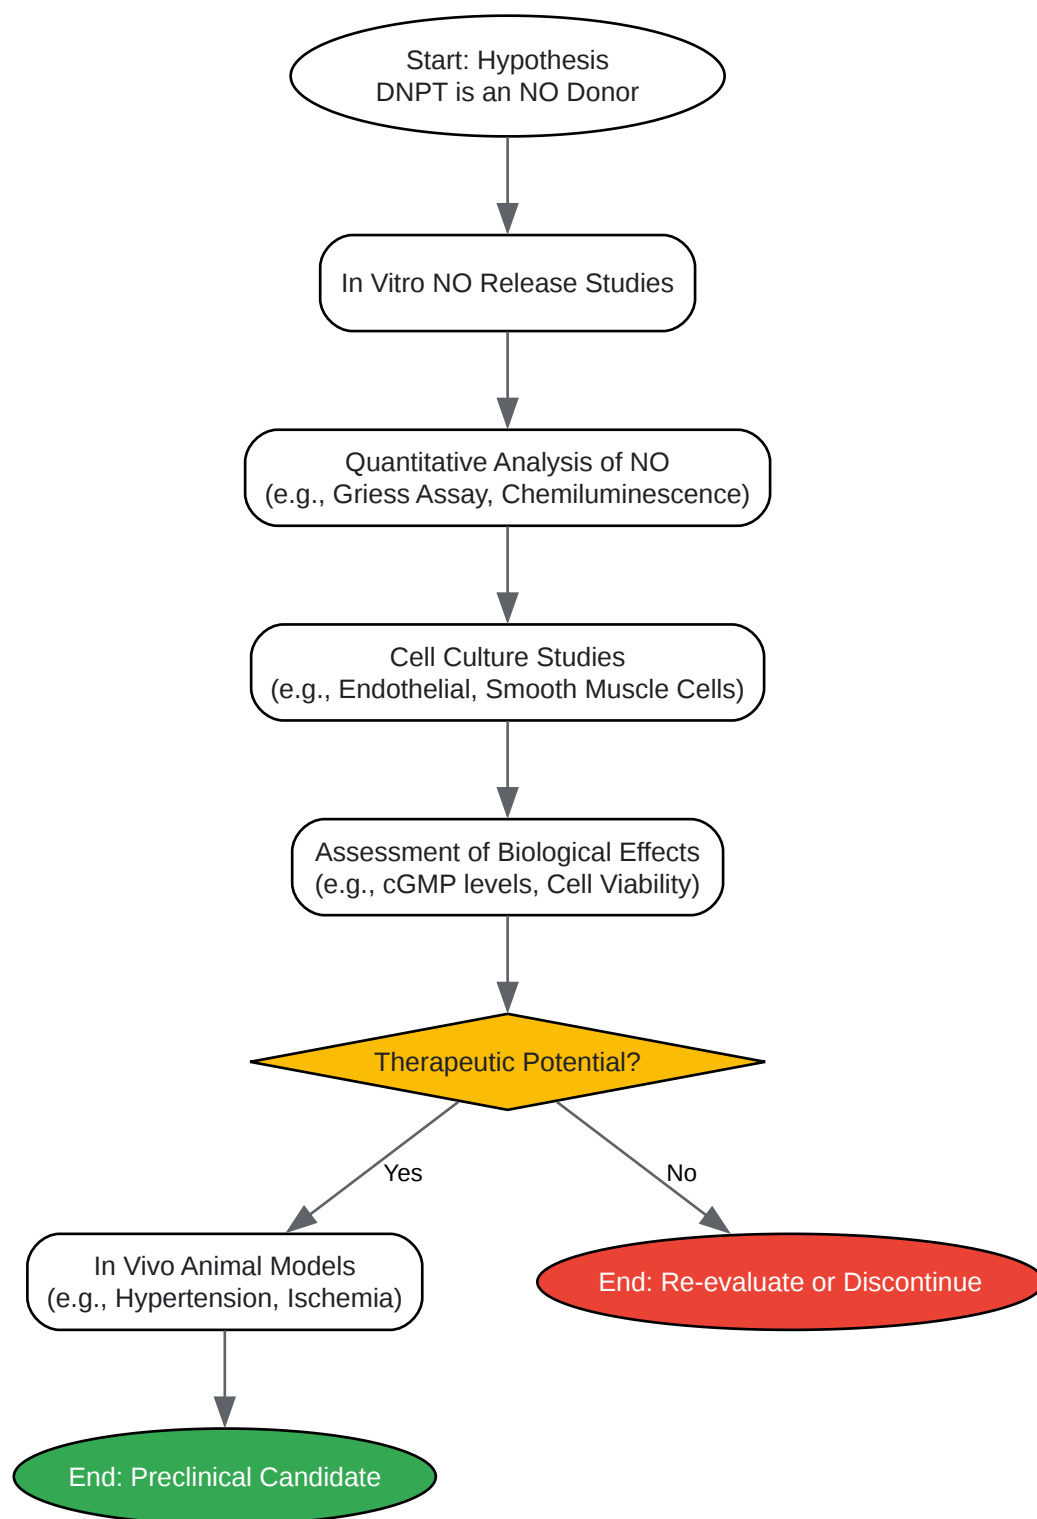 Start: Hypothesis
DNPT is an NO Donor
In Vitro NO Release Studies
Quantitative Analysis of NO
(e.g., Griess Assay, Chemiluminescence)
Cell Culture Studies
(e.g., Endothelial, Smooth Muscle Cells)
Assessment of Biological Effects
(e.g., cGMP levels, Cell Viability)
Therapeutic Potential?
Yes
No
In Vivo Animal Models
(e.g., Hypertension, Ischemia)
End: Re-evaluate or Discontinue
End: Preclinical Candidate